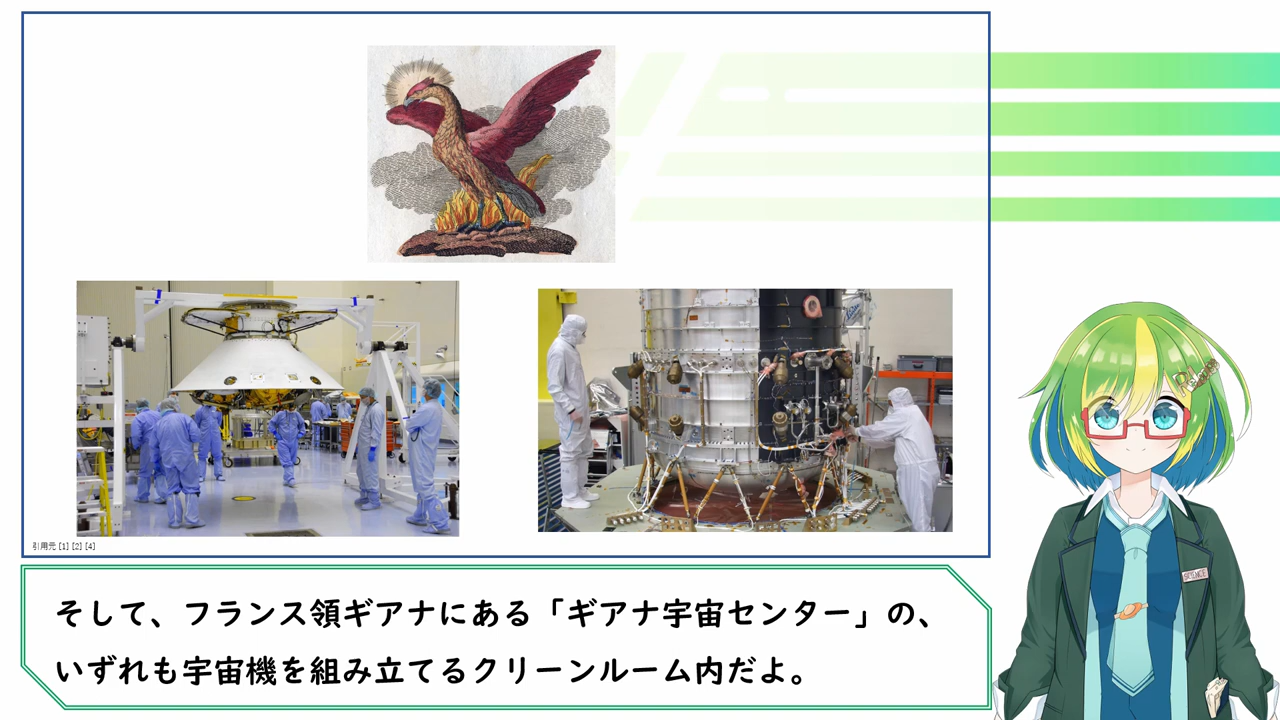 引用元 [1] [2] [4]
SCIENCE
そして、フランス領ギアナにある「ギアナ宇宙センター」の、
いずれも宇宙機を組み立てるクリーンルーム内だよ。